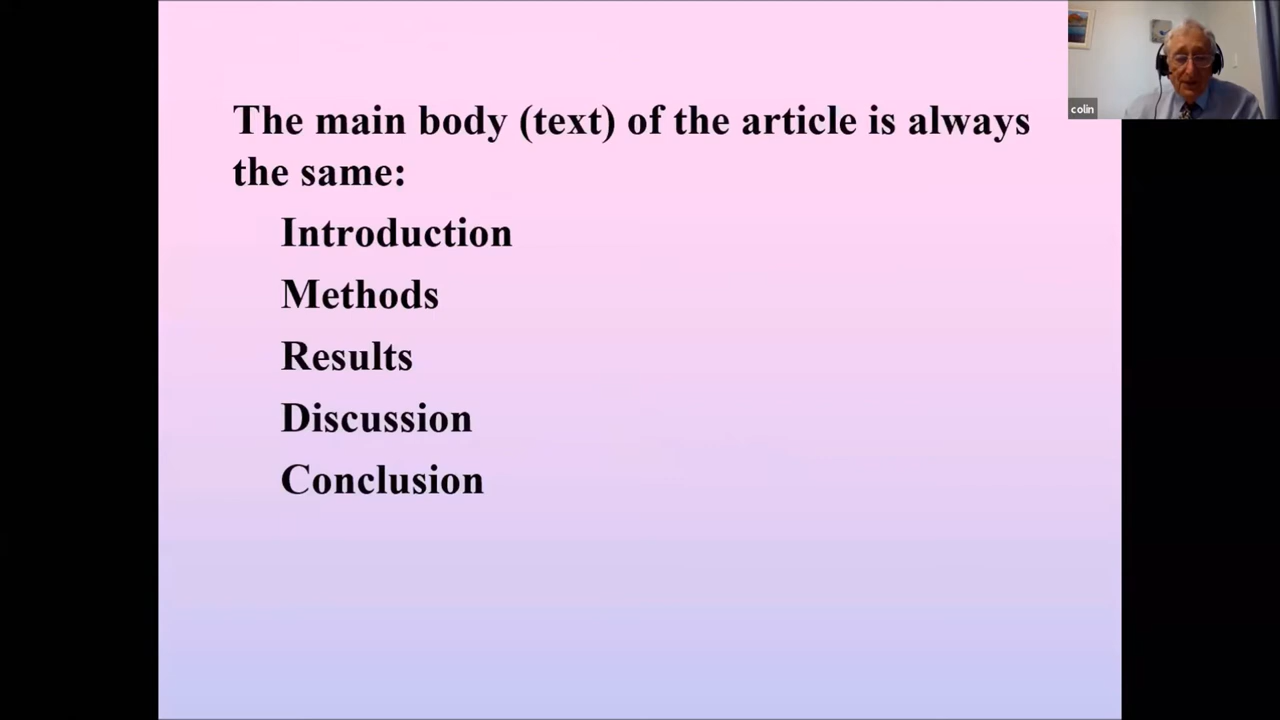 The main body (text) of the article is always
the same:
Introduction
Methods
Results
Discussion
Conclusion
colin